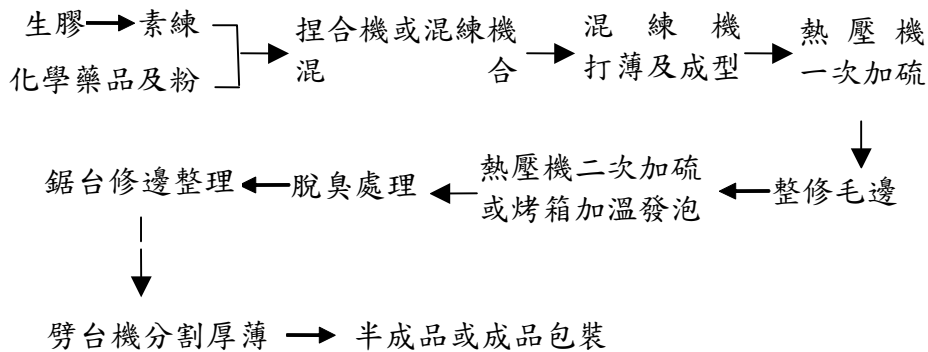 生膠 素練
化學藥品及粉
捏合機或混練機
混合
混練機
打薄及成型
熱壓機
一次加硫
整修毛邊
熱壓機二次加硫
或烤箱加溫發泡
脫臭處理
鋸台修邊整理
劈台機分割厚薄
半成品或成品包裝